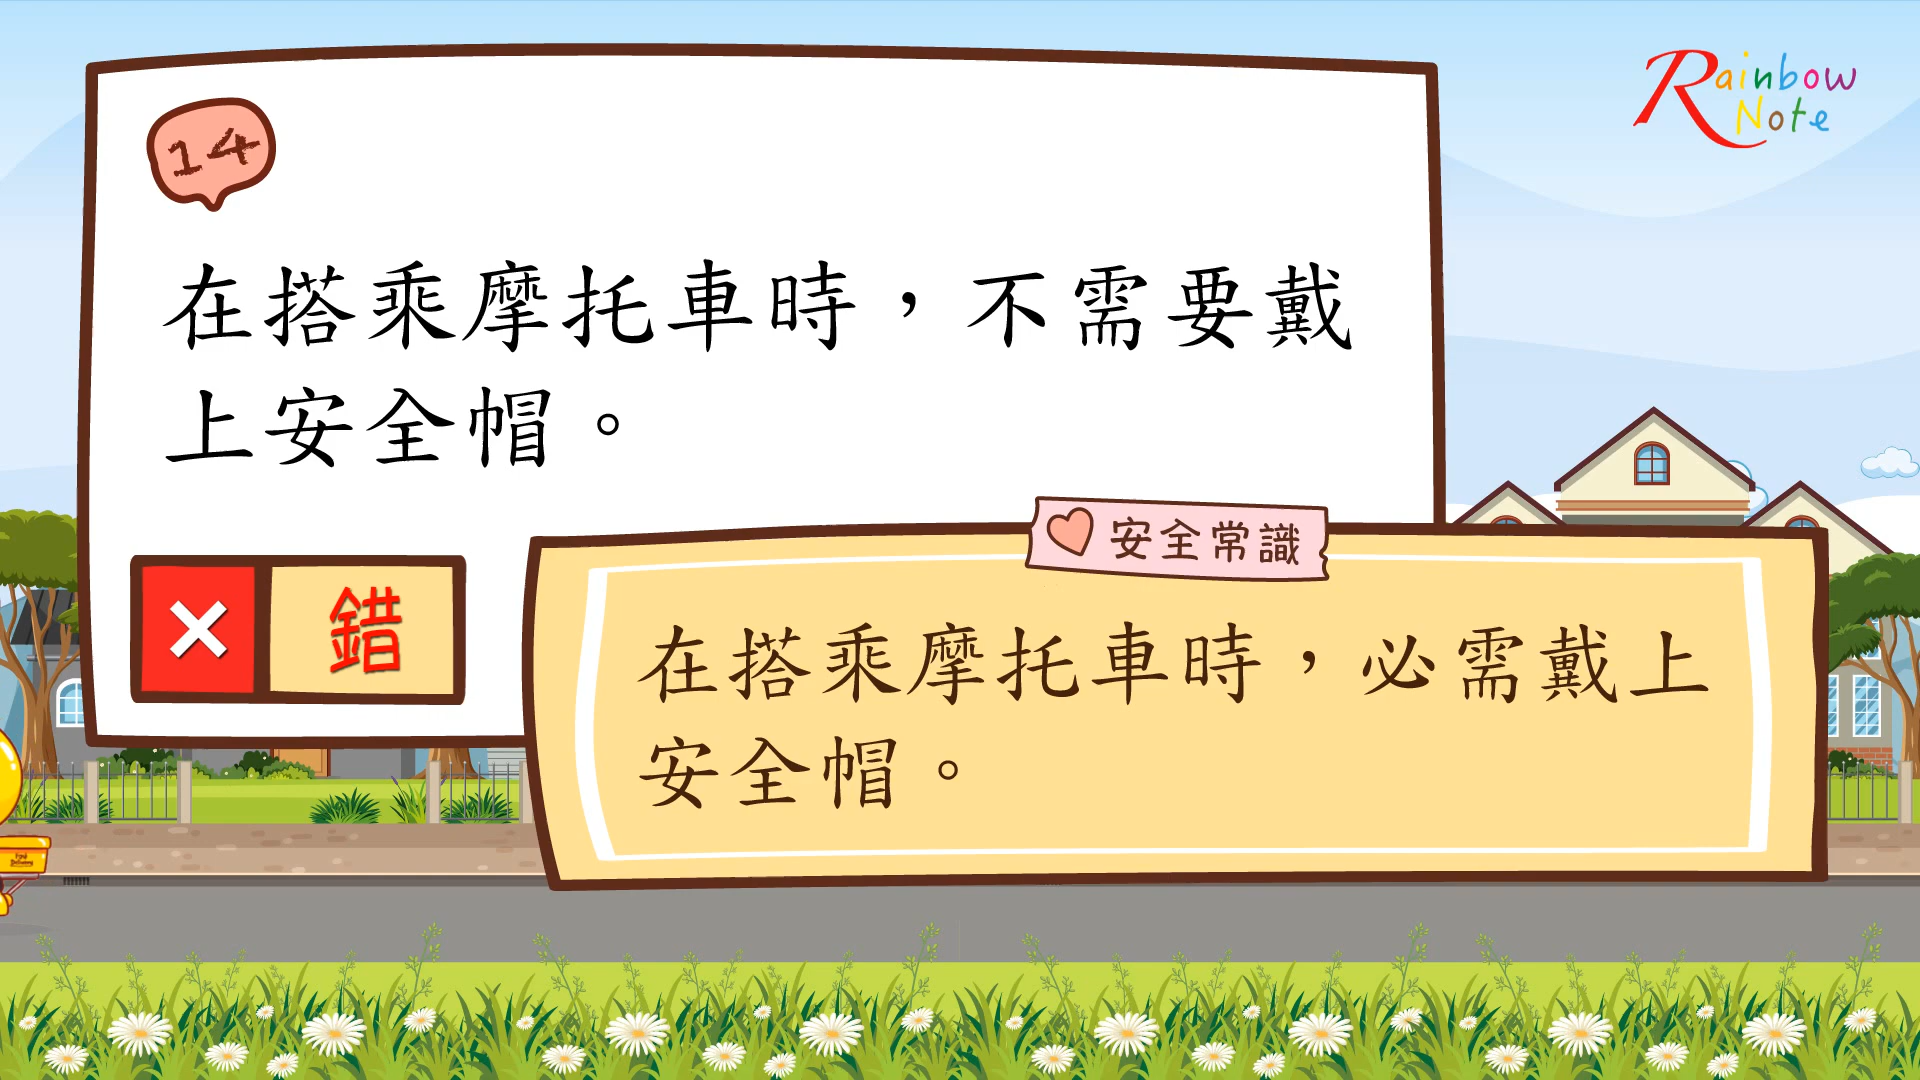 Rainbow
Note
14
在搭乘摩托車時，不需要戴
上安全帽。
錯
安全常識
在搭乘摩托車時，必需戴上
安全帽。